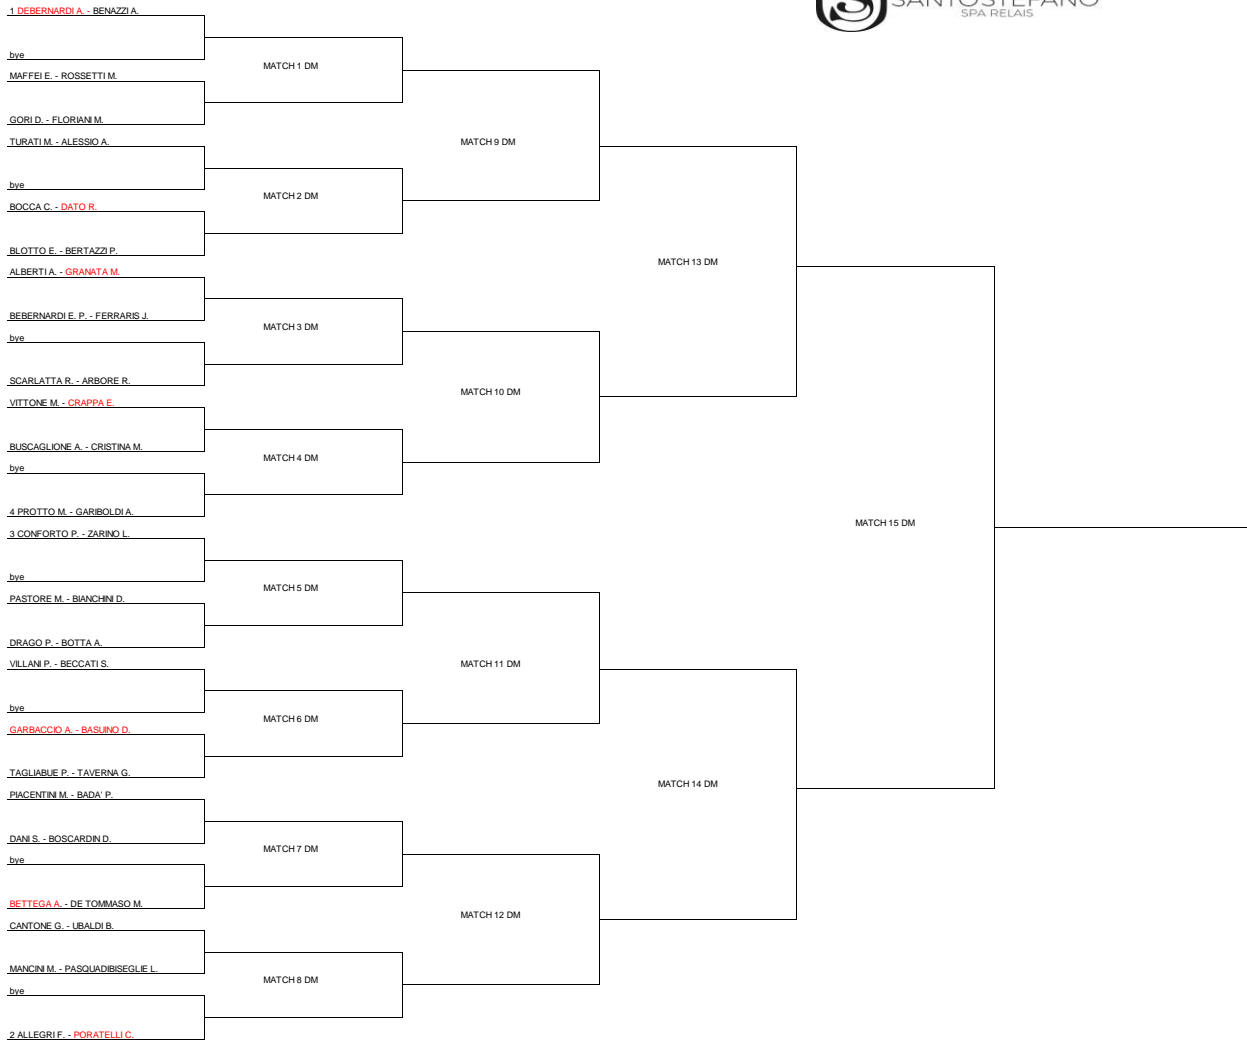 SANTOSTEFANO
SPA RELAIS
1 DEBERNARDI A. - BENAZZI A.
bye
MATCH 1 DM
MAFFEI E. - ROSSETTI M.
GORI D. - FLORIANI M.
TURATI M. - ALESSIO A.
MATCH 9 DM
bye
MATCH 2 DM
BOCCA C. - DATO R.
BLOTTO E. - BERTAZZI P.
MATCH 13 DM
ALBERTI A. - GRANATA M.
BEBERNARDI E. P. - FERRARIS J.
MATCH 3 DM
bye
SCARLATTA R. - ARBORE R.
MATCH 10 DM
VITTONE M. - CRAPPA E.
BUSCAGLIONE A. - CRISTINA M.
MATCH 4 DM
bye
4 PROTTO M. - GARIBOLDI A.
MATCH 15 DM
3 CONFORTO P. - ZARINO L.
bye
MATCH 5 DM
PASTORE M. - BIANCHINI D.
DRAGO P. - BOTTA A.
VILLANI P. - BECCATI S.
MATCH 11 DM
bye
MATCH 6 DM
GARBACCIO A. - BASUINO D.
TAGLIABUE P. - TAVERNA G.
MATCH 14 DM
PIACENTINI M. - BADA' P.
DANI S. - BOSCARDIN D.
MATCH 7 DM
bye
BETTEGA A. - DE TOMMASO M.
MATCH 12 DM
CANTONE G. - UBALDI B.
MANCINI M. - PASQUADIBISEGLIE L.
MATCH 8 DM
bye
2 ALLEGRI F. - PORATELLI C.